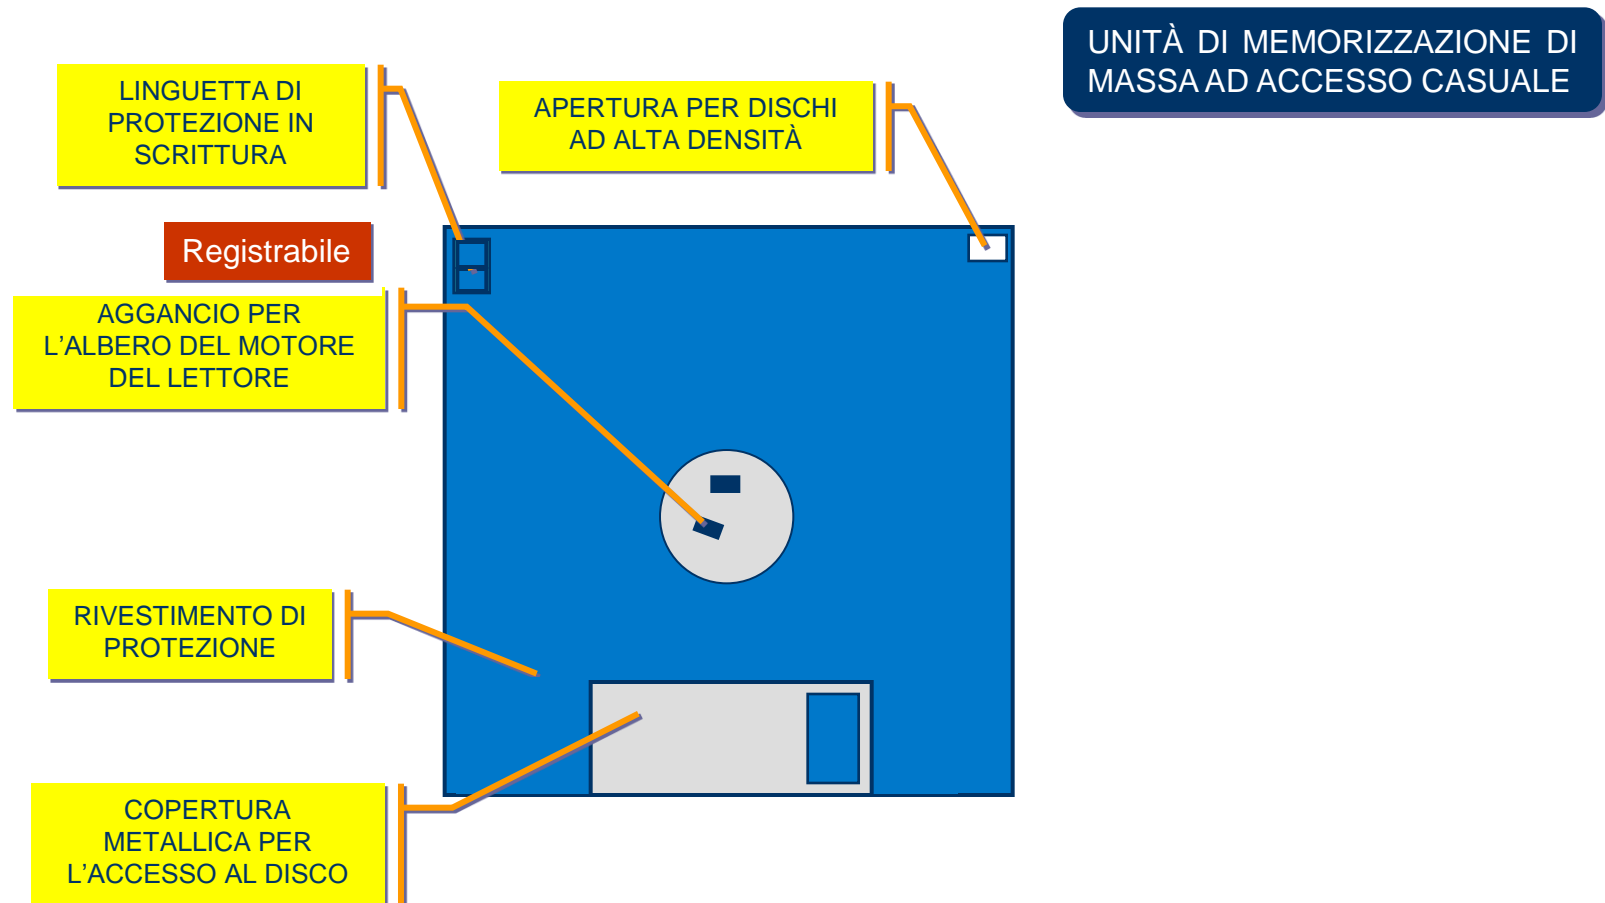 UNITÀ DI MEMORIZZAZIONE DI
MASSA AD ACCESSO CASUALE
LINGUETTA DI
PROTEZIONE IN
SCRITTURA
APERTURA PER DISCHI
AD ALTA DENSITÀ
Registrabile
AGGANCIO PER
L’ALBERO DEL MOTORE
DEL LETTORE
RIVESTIMENTO DI
PROTEZIONE
COPERTURA
METALLICA PER
L’ACCESSO AL DISCO